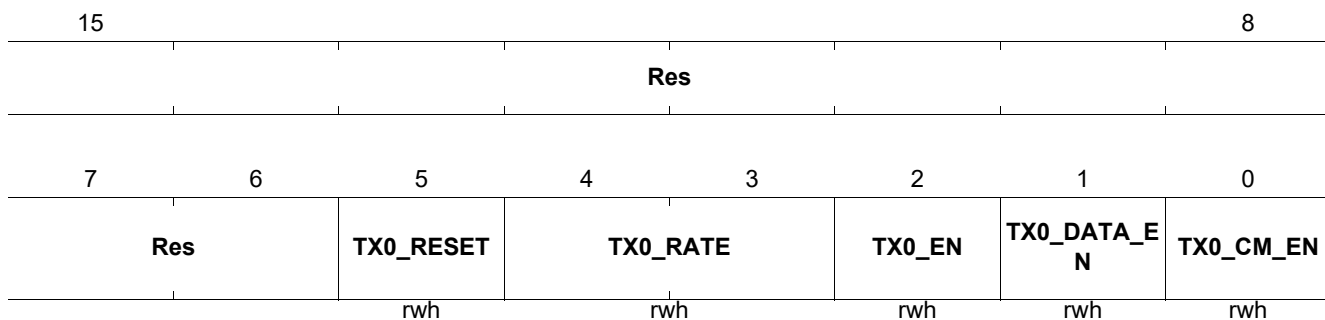 15 8
Res
7 6 5 4 3 2 1 0
Res TX0_RESET TX0_RATE TX0_EN TX0_DATA_E TX0_CM_EN
N
rwh rwh rwh rwh rwh